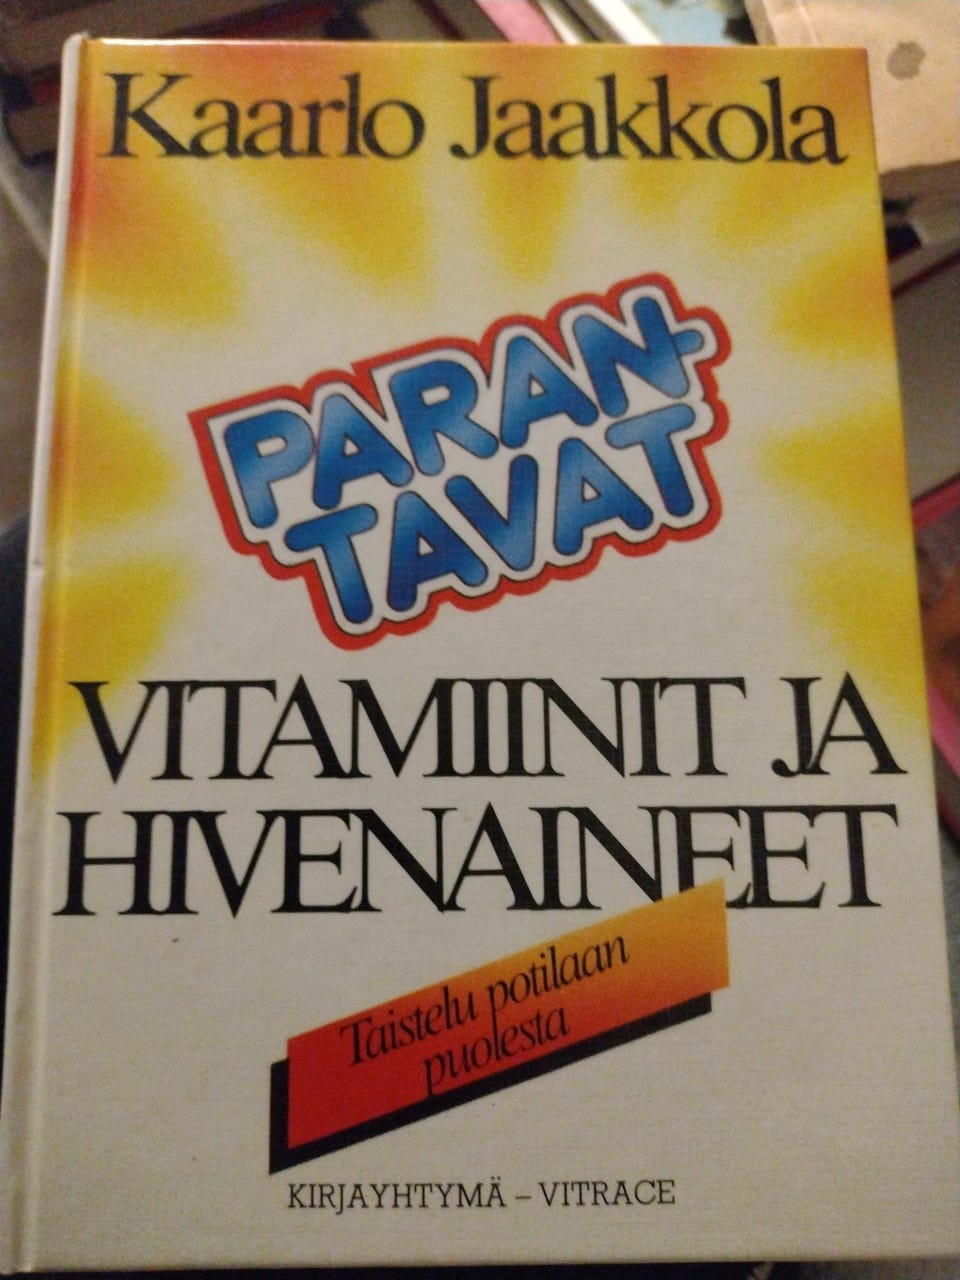 Kaarlo Jaakkola
PARAN-
TAVAT
VITAMIINIT JA
HIVENAINEET
Taistelu potilaan
puolesta
KIRJAYHTYMÄ – VITRACE